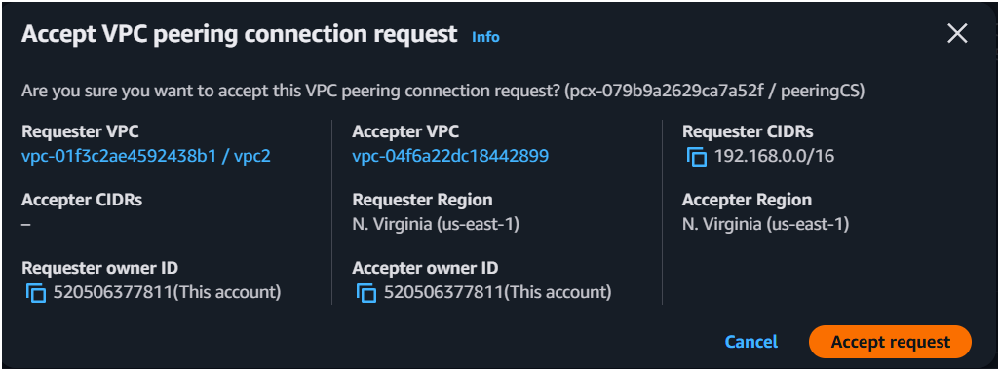 Accept VPC peering connection request Info
Are you sure you want to accept this VPC peering connection request? (pcx-079b9a2629ca7a52f / peeringCS)
Requester VPC
vpc-01f3c2ae4592438b1 / vpc2
Accepter VPC
vpc-04f6a22dc18442899
Requester CIDRs
192.168.0.0/16
Accepter CIDRs
–
Requester Region
N. Virginia (us-east-1)
Accepter Region
N. Virginia (us-east-1)
Requester owner ID
520506377811(This account)
Accepter owner ID
520506377811(This account)
Cancel
Accept request